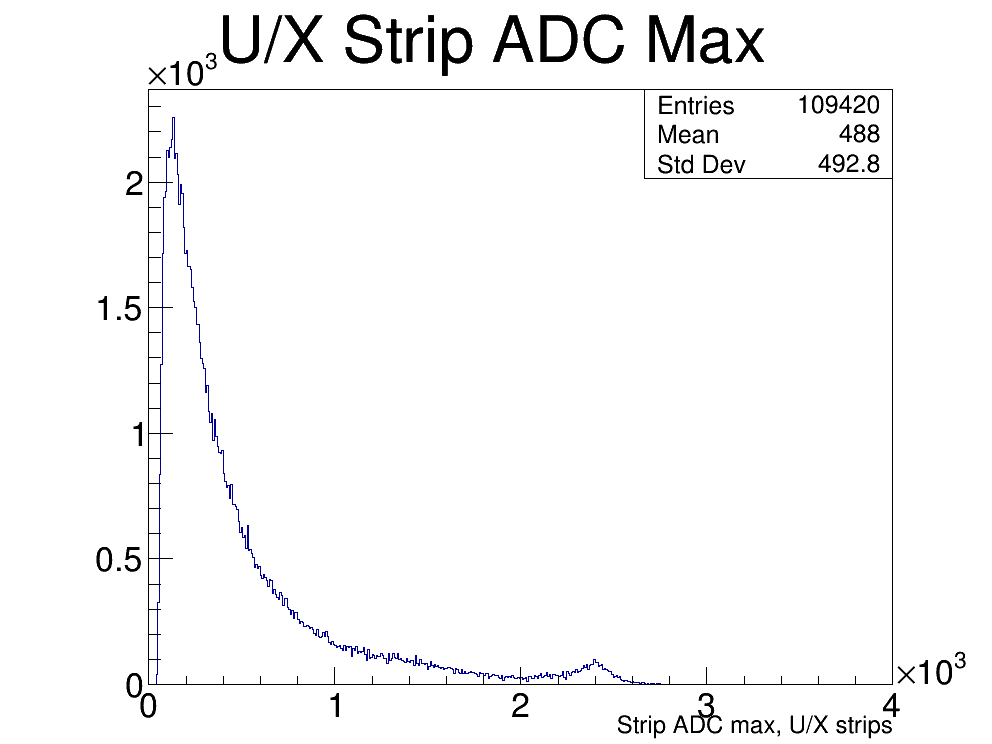 U/X Strip ADC Max
×10³
Entries 109420
Mean 488
Std Dev 492.8
2
1.5
1
0.5
0
0 1 2 3 4
×10³
Strip ADC max, U/X strips